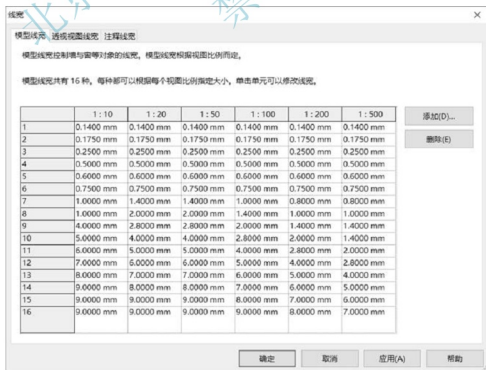 线宽
模型线宽 透视视图线宽 注释线宽
模型线宽控制墙与窗等对象的线宽。模型线宽根据视图比例而定。
模型线宽共有 16 种，每种都可以根据每个视图比例指定大小。单击单元可以修改线宽。
1 : 10 1 : 20 1 : 50 1 : 100 1 : 200 1 : 500
1 0.1400 mm 0.1400 mm 0.1400 mm 0.1400 mm 0.1400 mm 0.1400 mm
2 0.1750 mm 0.1750 mm 0.1750 mm 0.1750 mm 0.1750 mm 0.1750 mm
3 0.2500 mm 0.2500 mm 0.2500 mm 0.2500 mm 0.2500 mm 0.2500 mm
4 0.5000 mm 0.5000 mm 0.5000 mm 0.5000 mm 0.5000 mm 0.5000 mm
5 0.6000 mm 0.6000 mm 0.6000 mm 0.6000 mm 0.6000 mm 0.6000 mm
6 0.7500 mm 0.7500 mm 0.7500 mm 0.7500 mm 0.7500 mm 0.7500 mm
7 1.0000 mm 1.4000 mm 1.4000 mm 1.0000 mm 0.8000 mm 0.8000 mm
8 1.0000 mm 2.0000 mm 2.0000 mm 1.4000 mm 1.0000 mm 1.0000 mm
9 4.0000 mm 2.8000 mm 2.8000 mm 2.0000 mm 1.4000 mm 1.4000 mm
10 5.0000 mm 4.0000 mm 4.0000 mm 2.8000 mm 2.0000 mm 1.4000 mm
11 6.0000 mm 5.0000 mm 5.0000 mm 4.0000 mm 2.8000 mm 2.0000 mm
12 7.0000 mm 6.0000 mm 6.0000 mm 5.0000 mm 4.0000 mm 2.8000 mm
13 8.0000 mm 7.0000 mm 7.0000 mm 6.0000 mm 5.0000 mm 4.0000 mm
14 9.0000 mm 8.0000 mm 8.0000 mm 7.0000 mm 6.0000 mm 5.0000 mm
15 9.0000 mm 9.0000 mm 9.0000 mm 8.0000 mm 7.0000 mm 6.0000 mm
16 9.0000 mm 9.0000 mm 9.0000 mm 9.0000 mm 8.0000 mm 7.0000 mm
添加(D)...
删除(E)
确定 取消 应用(A) 帮助